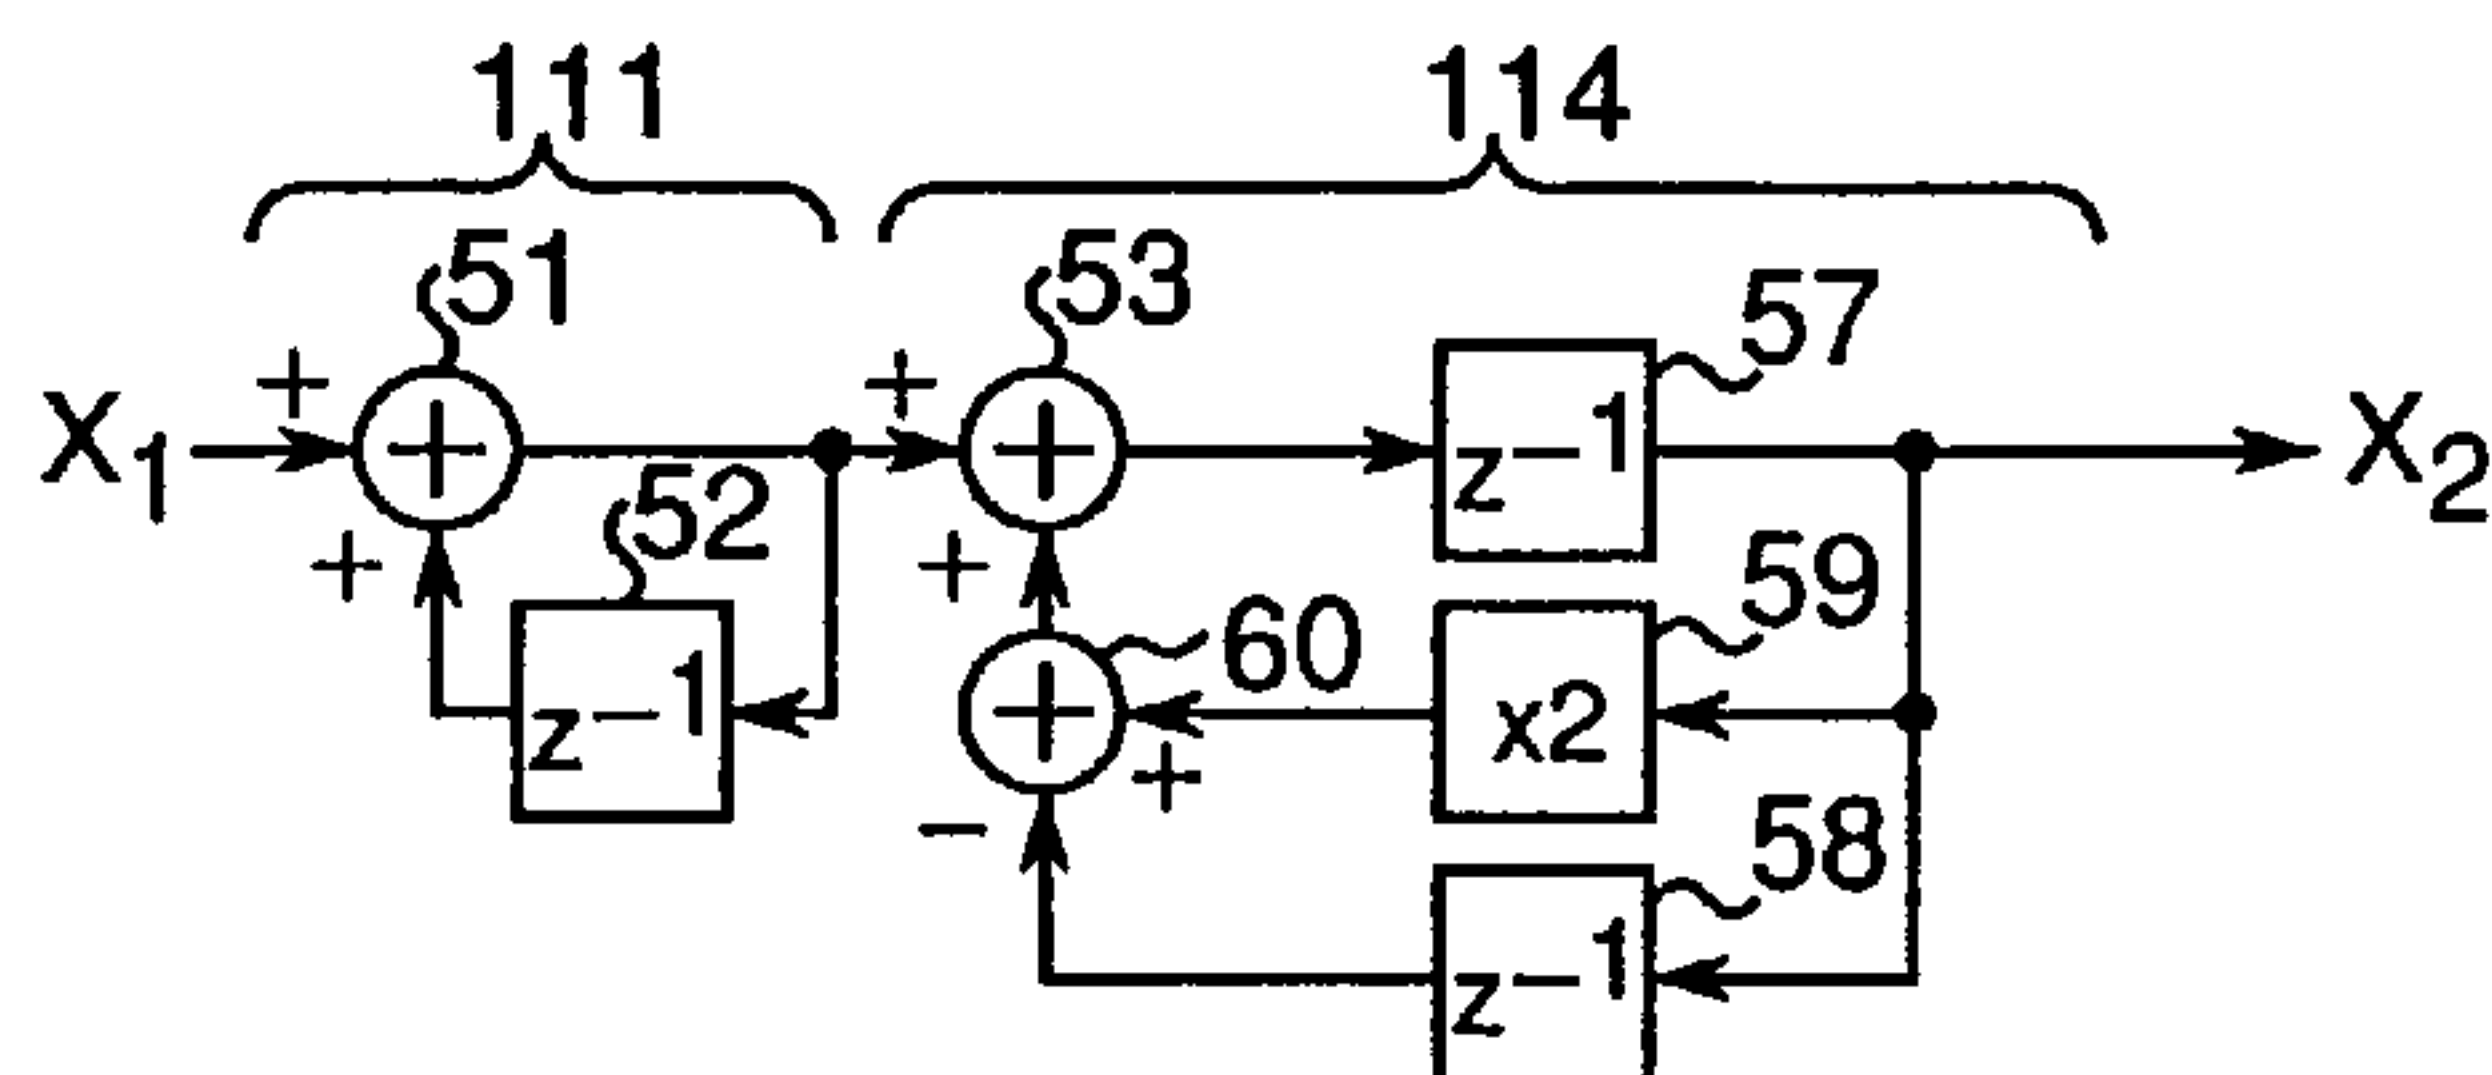 111 114
51 53 57
+ +
X1 + + z−1 X2
52
+ + 59
60
z−1 + x2
+
− 58
z−1